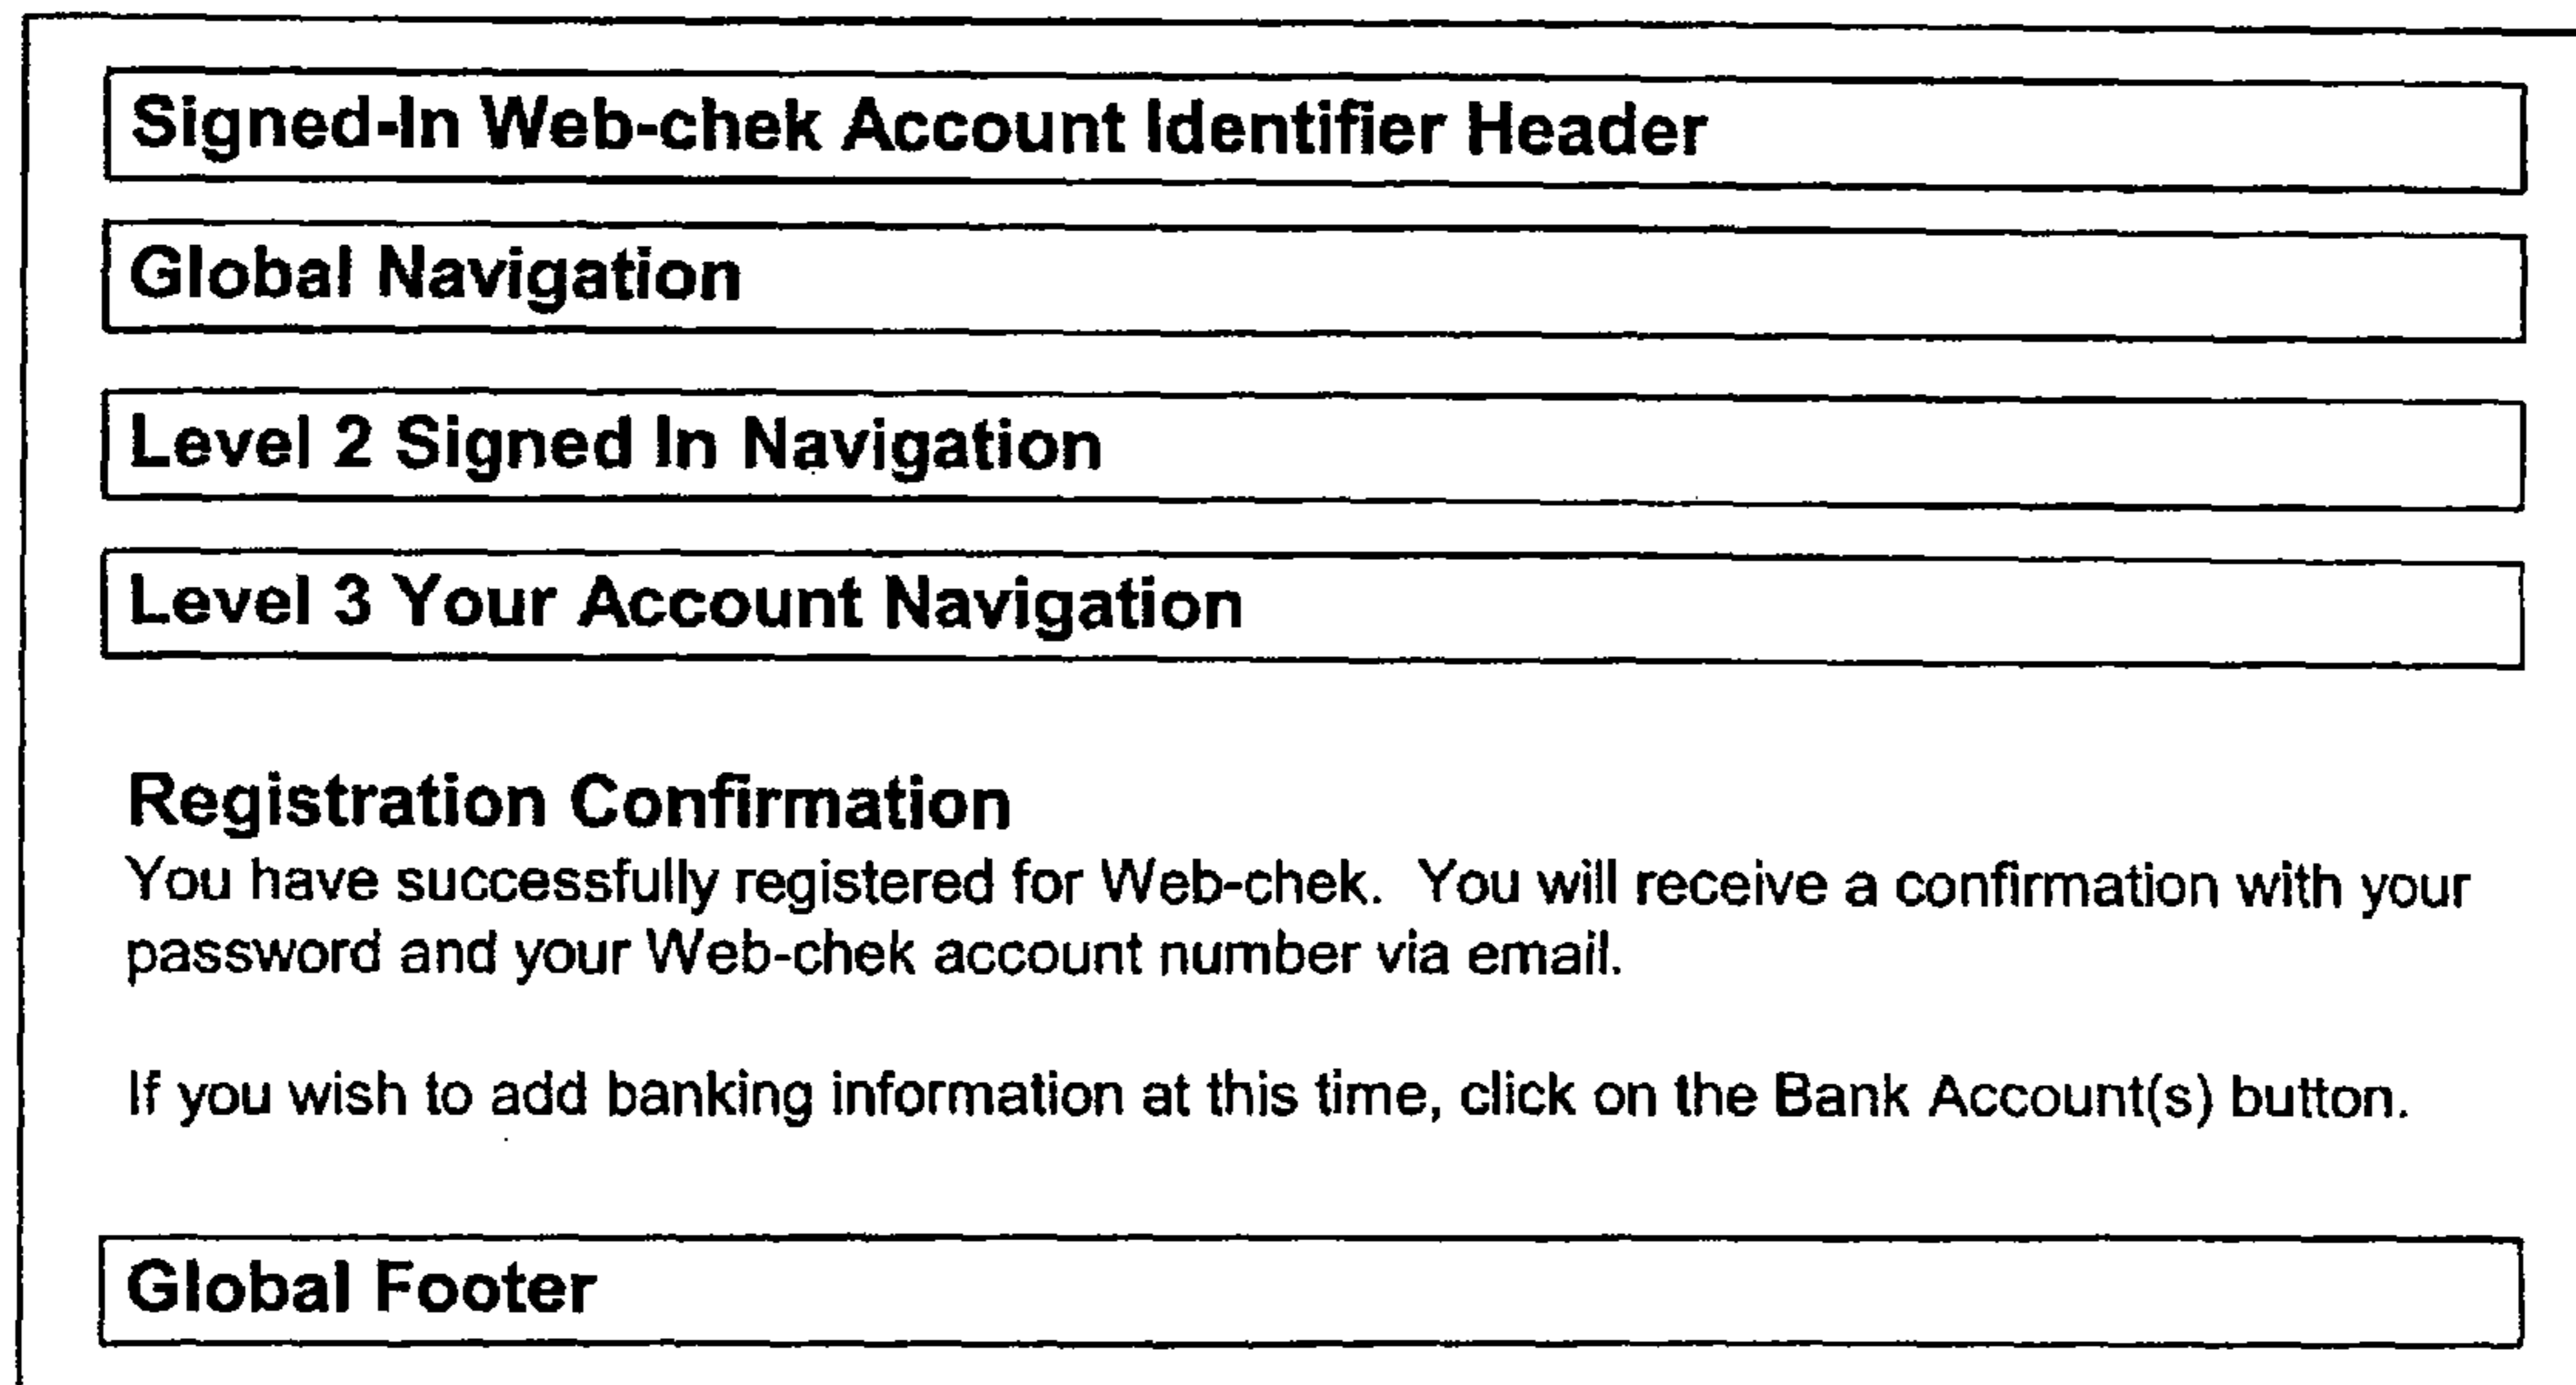 Signed-In Web-chek Account Identifier Header
Global Navigation
Level 2 Signed In Navigation
Level 3 Your Account Navigation
Registration Confirmation
You have successfully registered for Web-chek. You will receive a confirmation with your
password and your Web-chek account number via email.
If you wish to add banking information at this time, click on the Bank Account(s) button.
Global Footer